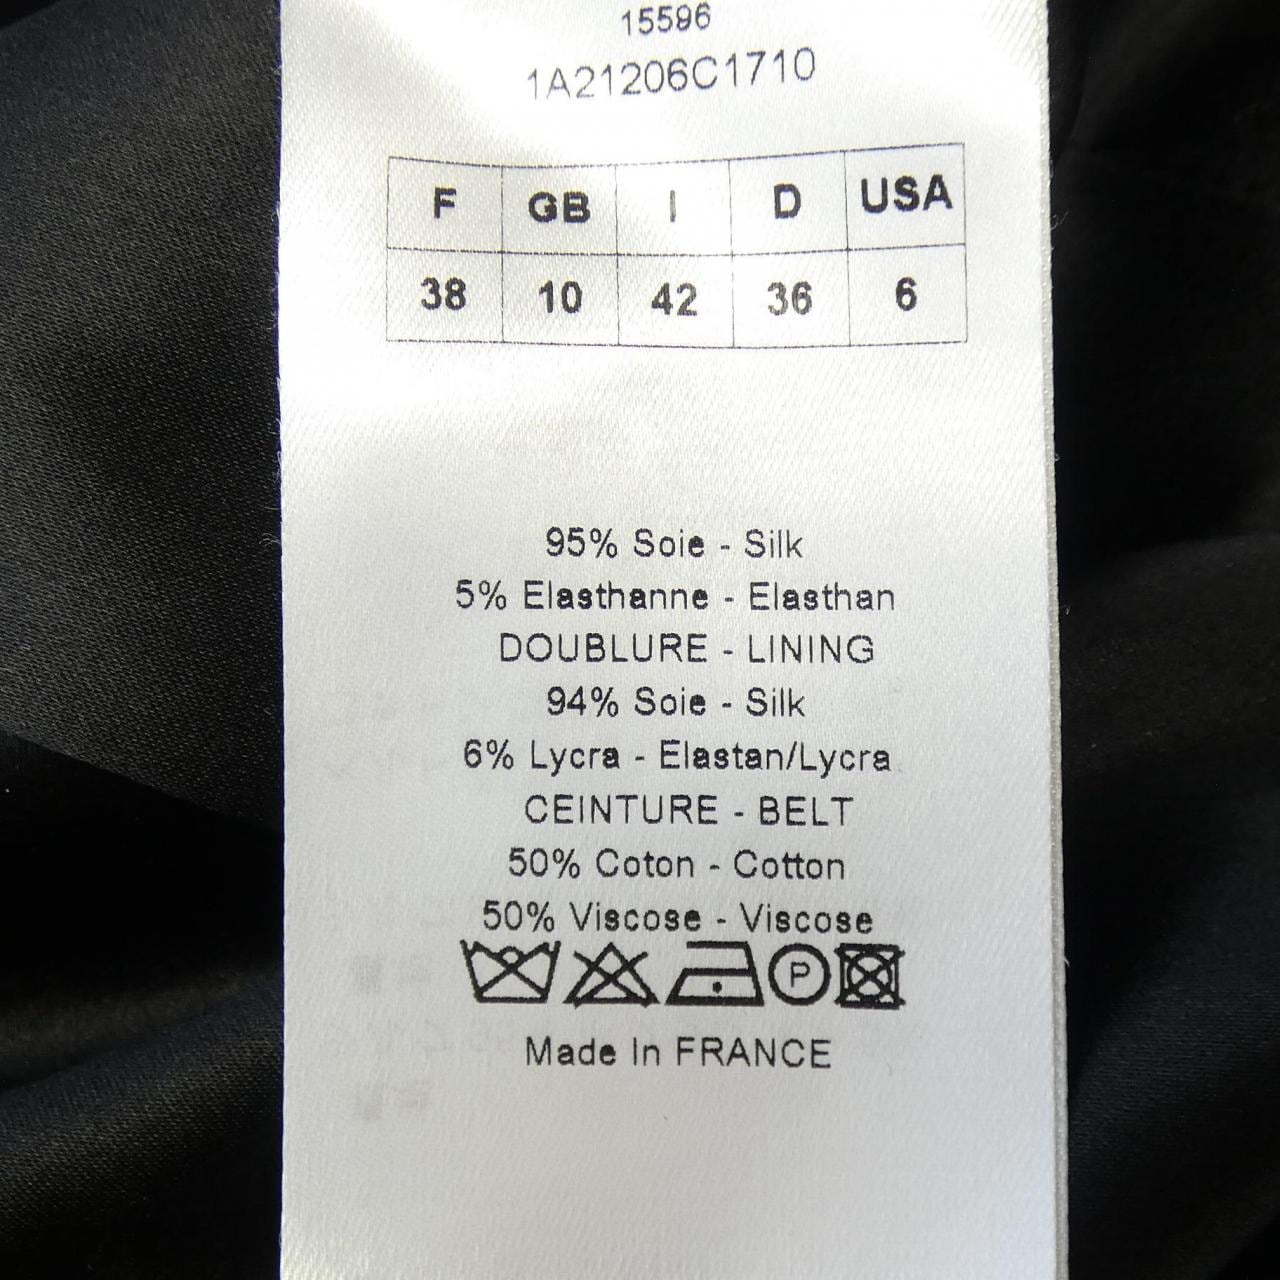 15596
1A21206C1710
F GB I D USA
38 10 42 36 6
95% Soie - Silk
5% Elasthanne - Elasthan
DOUBLURE - LINING
94% Soie - Silk
6% Lycra - Elastan/Lycra
CEINTURE - BELT
50% Coton - Cotton
50% Viscose - Viscose
P
Made In FRANCE